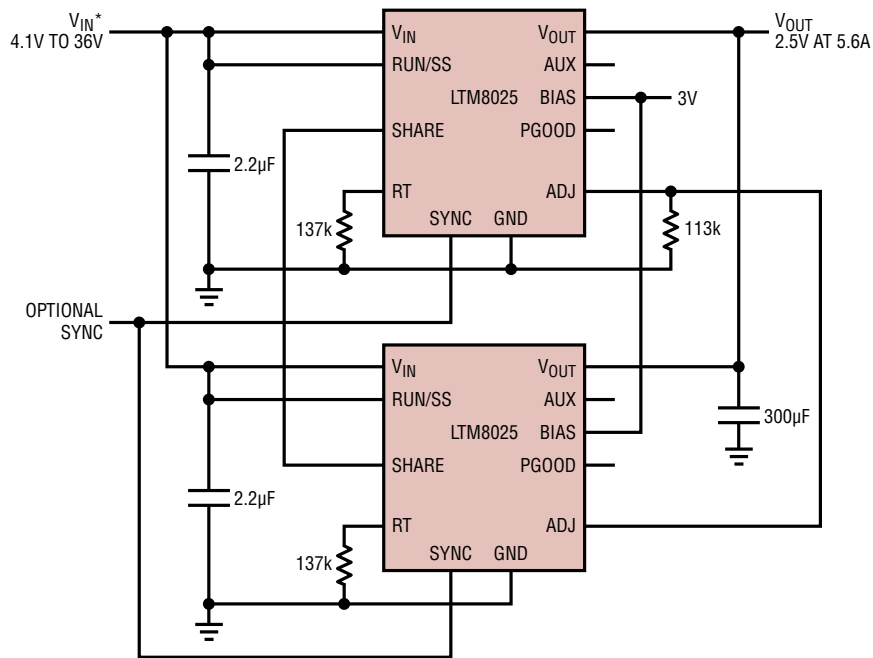 VIN*
4.1V TO 36V
VIN
VOUT
VOUT
2.5V AT 5.6A
RUN/SS
AUX
LTM8025
BIAS
3V
SHARE
PGOOD
2.2µF
RT
ADJ
137k
SYNC
GND
113k
OPTIONAL
SYNC
VIN
VOUT
RUN/SS
AUX
300µF
LTM8025
BIAS
SHARE
PGOOD
2.2µF
RT
ADJ
137k
SYNC
GND